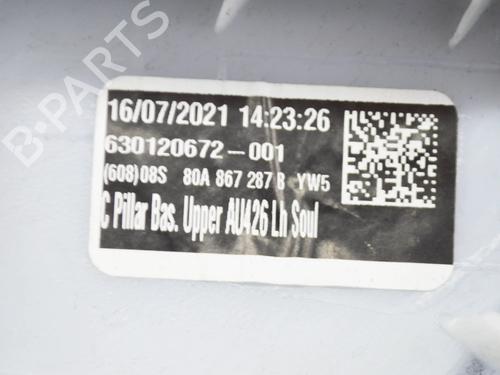 B-PARTS
16/07/2021 14:23:26
630120672-001
(608)08S 80A 867 287 B YW5
C Pillar Bas. Upper AU426 Lh Soul